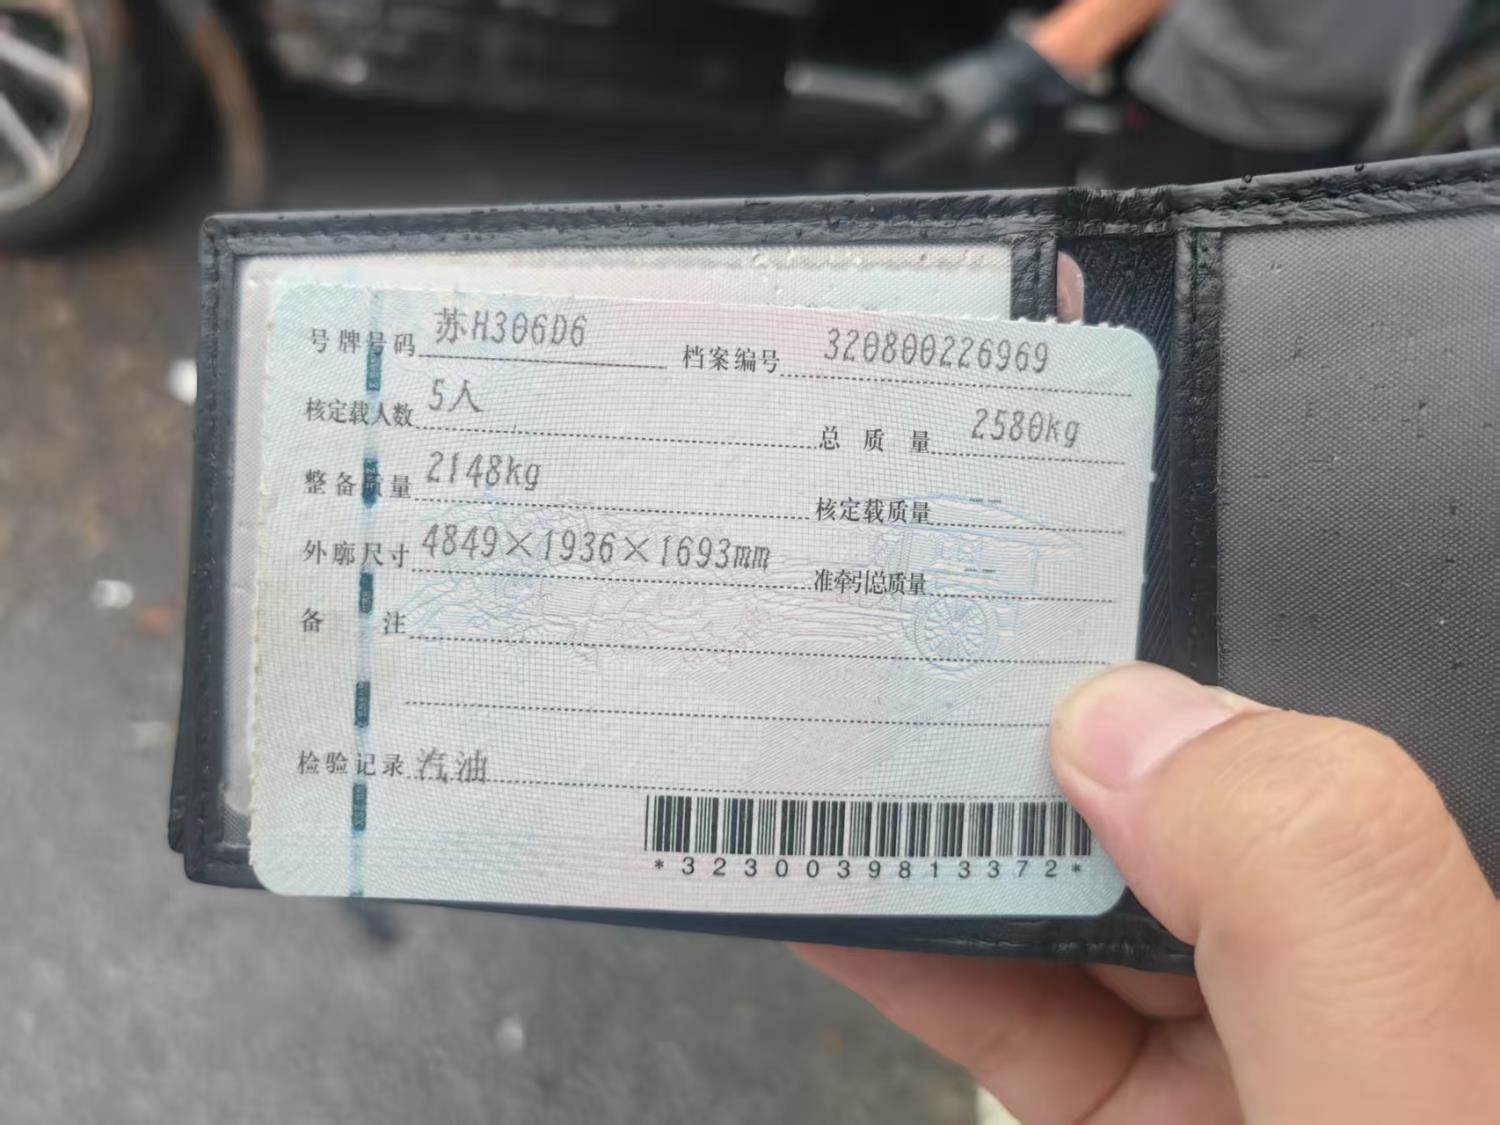 号牌号码 苏H306D6 档案编号 320800226969
核定载人数 5人 总质量 2580kg
整备质量 2148kg 核定载质量
外廓尺寸 4849×1936×1693mm 准牵引总质量
备注
检验记录 汽油
*3230039813372*